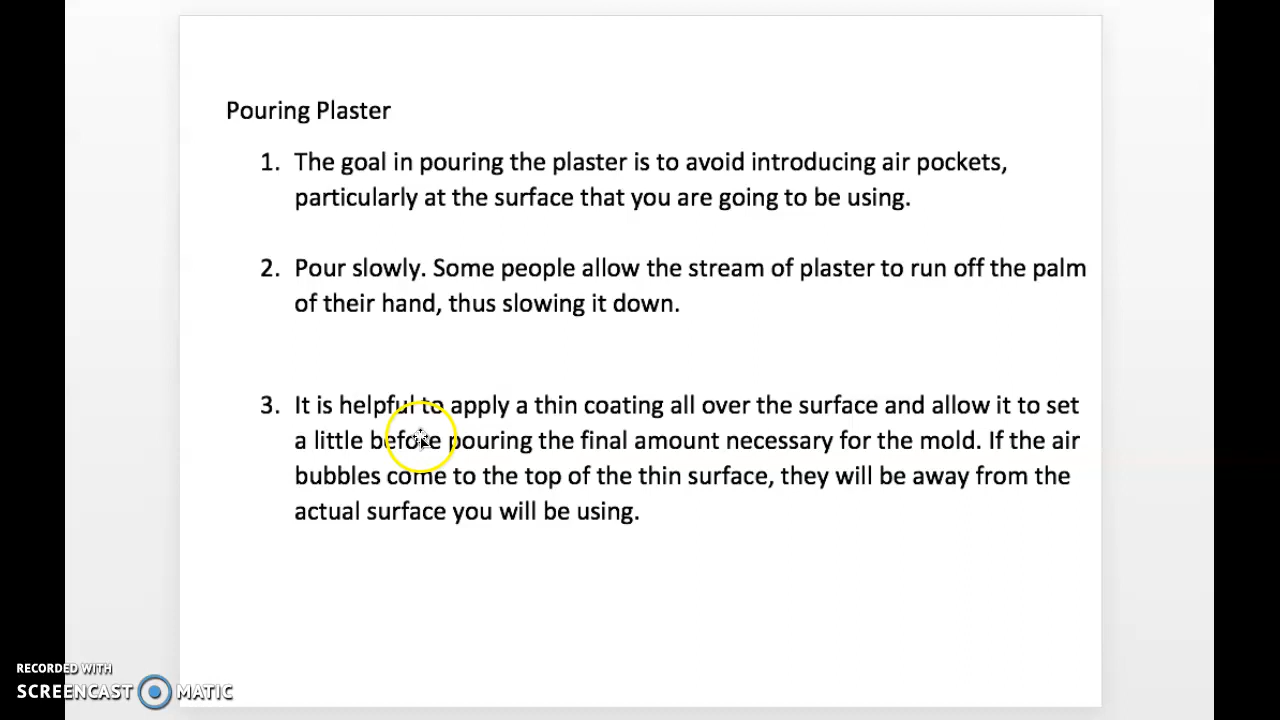 Pouring Plaster
1. The goal in pouring the plaster is to avoid introducing air pockets,
particularly at the surface that you are going to be using.
2. Pour slowly. Some people allow the stream of plaster to run off the palm
of their hand, thus slowing it down.
3. It is helpful to apply a thin coating all over the surface and allow it to set
a little before pouring the final amount necessary for the mold. If the air
bubbles come to the top of the thin surface, they will be away from the
actual surface you will be using.
RECORDED WITH
SCREENCAST MATIC